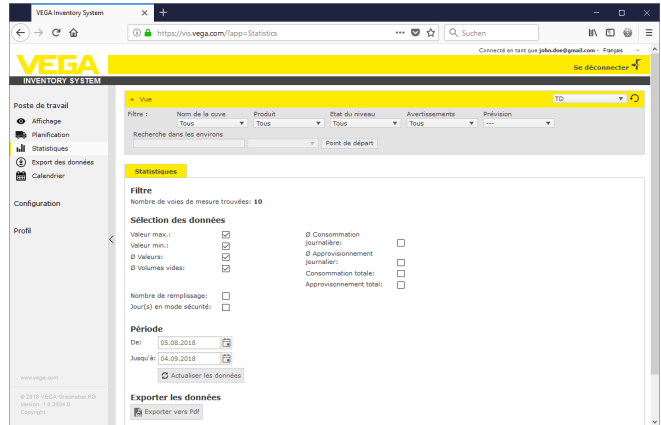 VEGA Inventory System
https://vis.vega.com/?app=Statistics
Suchen
Connecté en tant que john.doe@gmail.com - Français
VEGA
INVENTORY SYSTEM
Se déconnecter
Poste de travail
Affichage
Planification
Statistiques
Export des données
Calendrier
Configuration
Profil
www.vega.com
Version
Copyright
Vue
TD
Filtre :
Nom de la cuve
Produit
Etat du niveau
Avertissements
Prévision
Tous
Tous
Tous
Tous
---
Recherche dans les environs
Point de départ
Statistiques
Filtre
Nombre de voies de mesure trouvées: 10
Sélection des données
Valeur max.:
Valeur min.:
Ø Valeurs:
Ø Volumes vides:
Nombre de remplissage:
Jour(s) en mode sécurité:
Ø Consommation
journalière:
Ø Approvisionnement
journalier:
Consommation totale:
Approvisonnement total:
Période
De: 05.08.2018
Jusqu'à: 04.09.2018
Actualiser les données
Exporter les données
Exporter vers Pdf